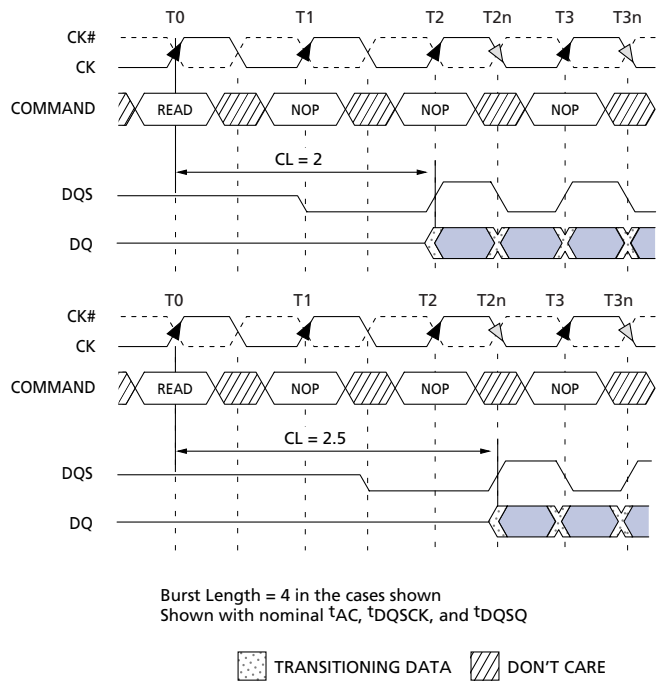 T0 T1 T2 T2n T3 T3n
CK#
CK
COMMAND READ NOP NOP NOP
CL = 2
DQS
DQ
T0 T1 T2 T2n T3 T3n
CK#
CK
COMMAND READ NOP NOP NOP
CL = 2.5
DQS
DQ
Burst Length = 4 in the cases shown
Shown with nominal tAC, tDQSCK, and tDQSQ
TRANSITIONING DATA DON'T CARE